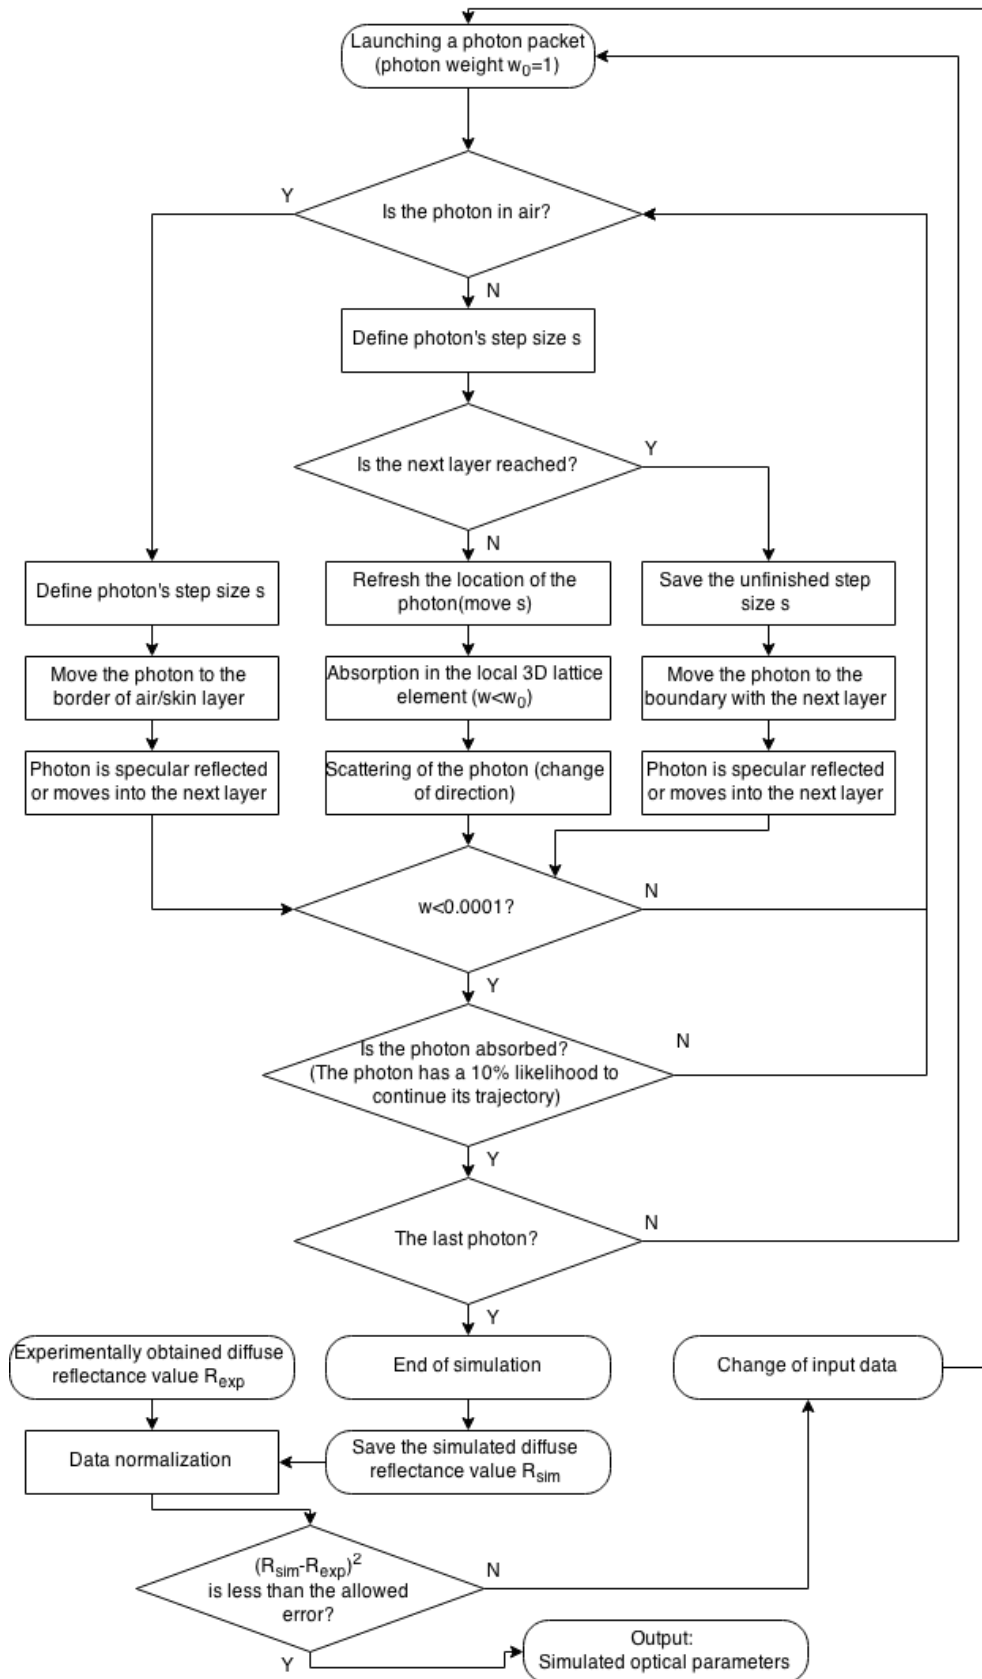 Launching a photon packet
(photon weight w₀=1)
Is the photon in air?
Y
N
Define photon's step size s
Is the next layer reached?
Y
N
Define photon's step size s
Refresh the location of the
photon(move s)
Save the unfinished step
size s
Move the photon to the
border of air/skin layer
Absorption in the local 3D lattice
element (w<w₀)
Move the photon to the
boundary with the next layer
Photon is specular reflected
or moves into the next layer
Scattering of the photon (change
of direction)
Photon is specular reflected
or moves into the next layer
w<0.0001?
N
Y
Is the photon absorbed?
(The photon has a 10% likelihood to
continue its trajectory)
N
Y
The last photon?
N
Y
Experimentally obtained diffuse
reflectance value Rexp
End of simulation
Change of input data
Data normalization
Save the simulated diffuse
reflectance value Rsim
(Rsim-Rexp)²
is less than the allowed
error?
N
Y
Output:
Simulated optical parameters